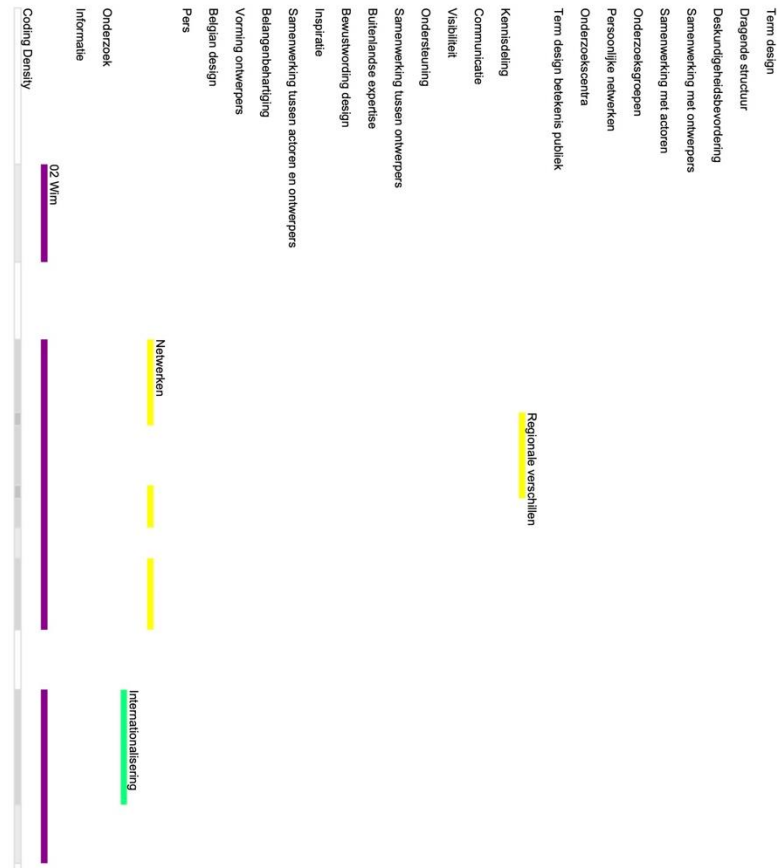 Coding Density
02 Wim
Informatie
Onderzoek
Internationalisering
Netwerken
Pers
Belgian design
Vorming ontwerpers
Belangenbehartiging
Samenwerking tussen actoren en ontwerpers
Inspiratie
Bewustwording design
Buitenlandse expertise
Samenwerking tussen ontwerpers
Ondersteuning
Visibiliteit
Communicatie
Kennisdeling
Regionale verschillen
Term design betekenis publiek
Onderzoekscentra
Persoonlijke netwerken
Onderzoeksgroepen
Samenwerking met actoren
Samenwerking met ontwerpers
Deskundigeheidsbevordering
Dragende structuur
Term design